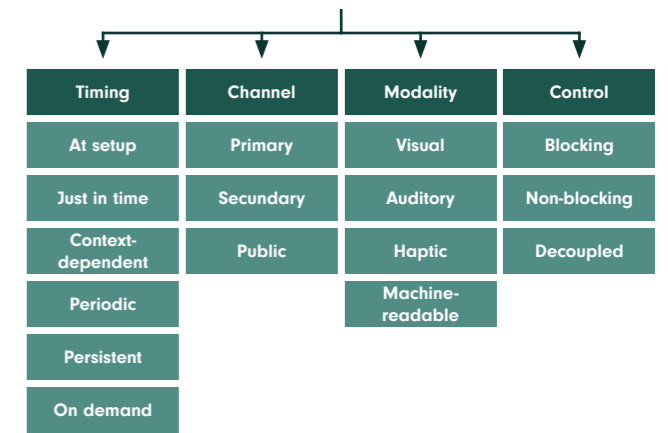 Timing
At setup
Just in time
Context-
dependent
Periodic
Persistent
On demand
Channel
Primary
Secundary
Public
Modality
Visual
Auditory
Haptic
Machine-
readable
Control
Blocking
Non-blocking
Decoupled